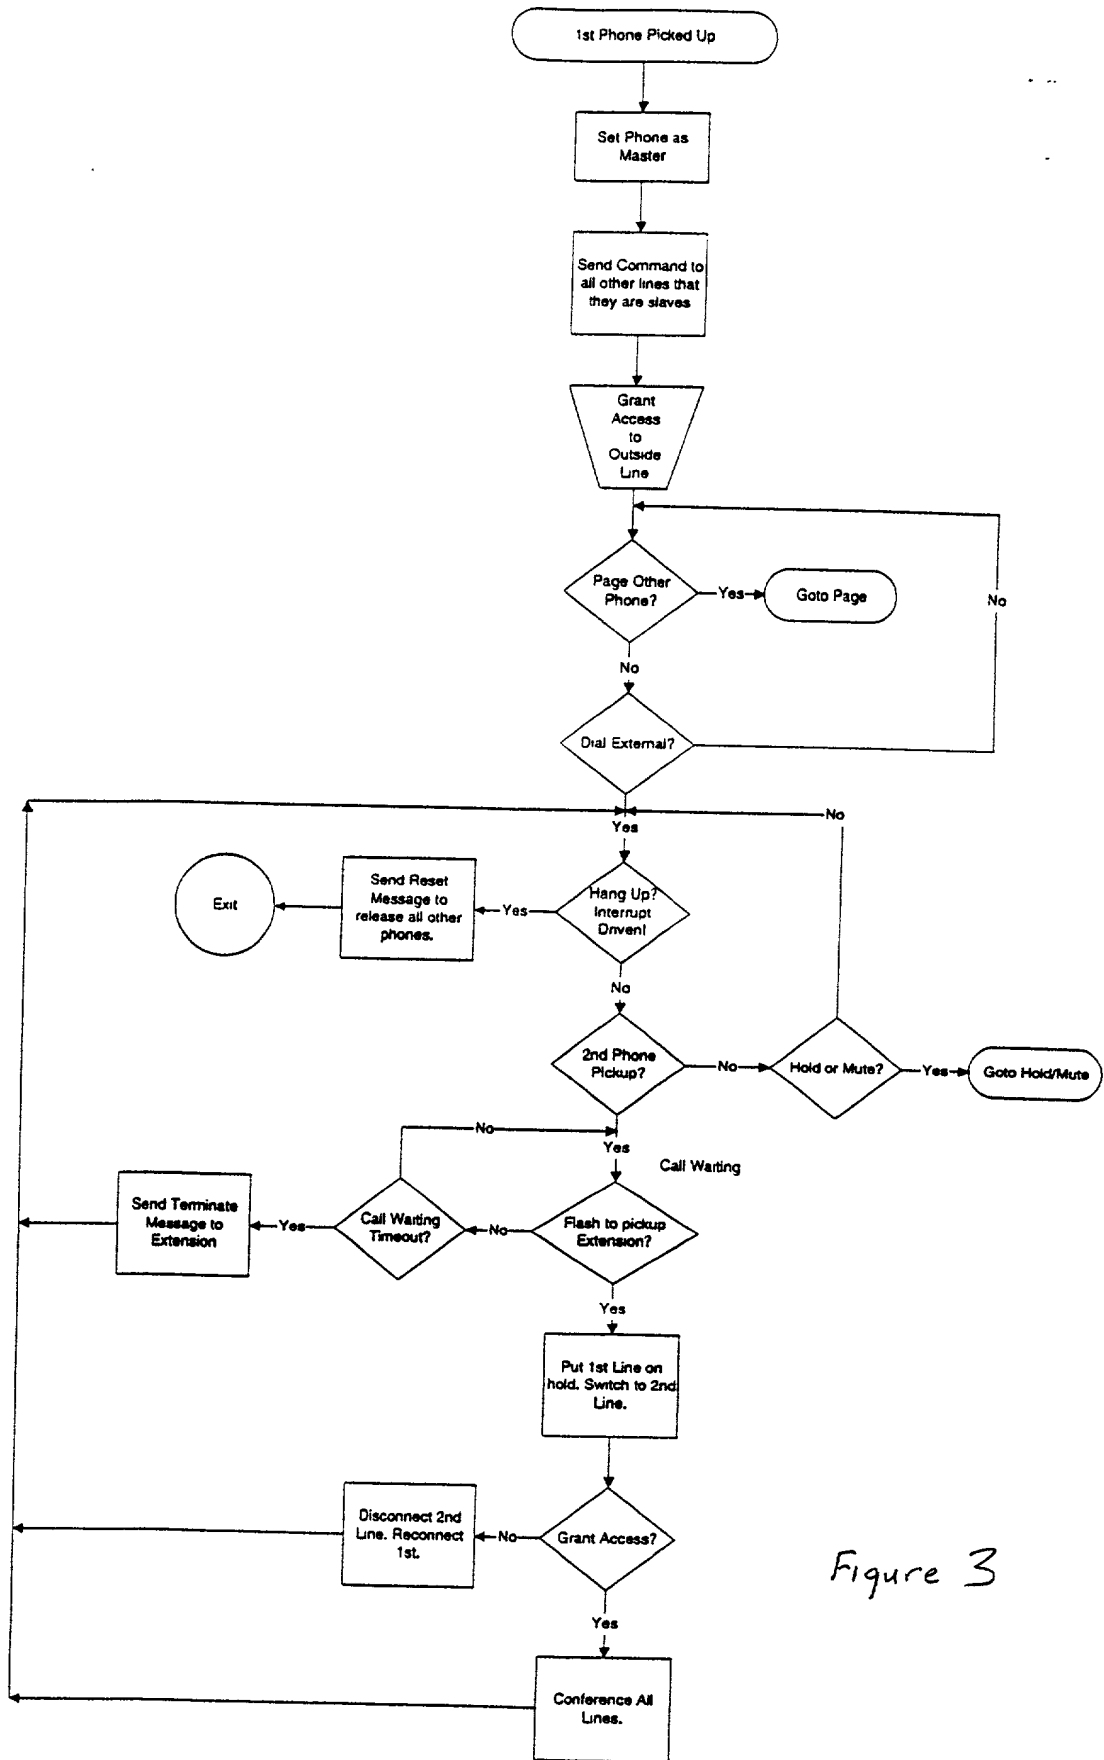 1st Phone Picked Up
Set Phone as
Master
Send Command to
all other lines that
they are slaves
Grant
Access
to
Outside
Line
Page Other
Phone?
Yes
Goto Page
No
No
Dial External?
No
Yes
Exit
Send Reset
Message to
release all other
phones.
Yes
Hang Up?
Interrupt
Driven!
No
2nd Phone
Pickup?
No
Hold or Mute?
Yes
Goto Hold/Mute
No
Yes
Call Waiting
Send Terminate
Message to
Extension
Yes
Call Waiting
Timeout?
No
Flash to pickup
Extension?
Yes
Put 1st Line on
hold. Switch to 2nd
Line.
Disconnect 2nd
Line. Reconnect
1st.
No
Grant Access?
Yes
Conference All
Lines.
Figure 3